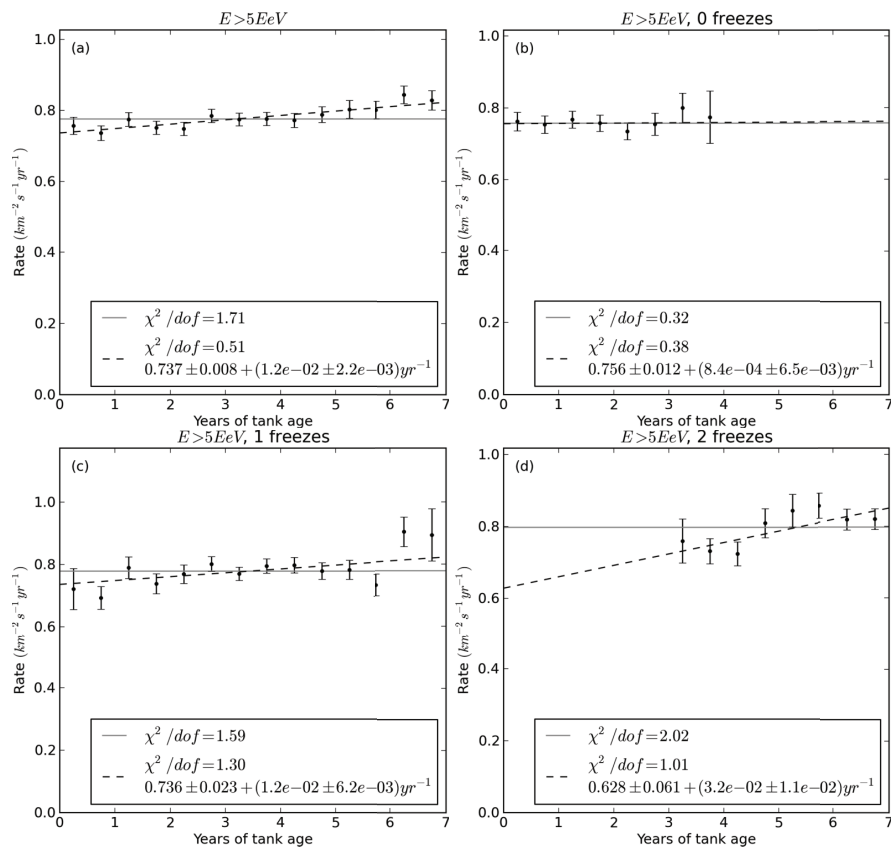 E>5EeV
(a)
1.0
0.8
0.6
0.4
0.2
0.0
Rate (km⁻² s⁻¹ yr⁻¹)
χ² /dof=1.71
χ² /dof=0.51
0.737±0.008+(1.2e−02±2.2e−03)yr⁻¹
0 1 2 3 4 5 6 7
Years of tank age
E>5EeV, 0 freezes
(b)
1.0
0.8
0.6
0.4
0.2
0.0
Rate (km⁻² s⁻¹ yr⁻¹)
χ² /dof=0.32
χ² /dof=0.38
0.756±0.012+(8.4e−04±6.5e−03)yr⁻¹
0 1 2 3 4 5 6 7
Years of tank age
E>5EeV, 1 freezes
(c)
1.0
0.8
0.6
0.4
0.2
0.0
Rate (km⁻² s⁻¹ yr⁻¹)
χ² /dof=1.59
χ² /dof=1.30
0.736±0.023+(1.2e−02±6.2e−03)yr⁻¹
0 1 2 3 4 5 6 7
Years of tank age
E>5EeV, 2 freezes
(d)
1.0
0.8
0.6
0.4
0.2
0.0
Rate (km⁻² s⁻¹ yr⁻¹)
χ² /dof=2.02
χ² /dof=1.01
0.628±0.061+(3.2e−02±1.1e−02)yr⁻¹
0 1 2 3 4 5 6 7
Years of tank age